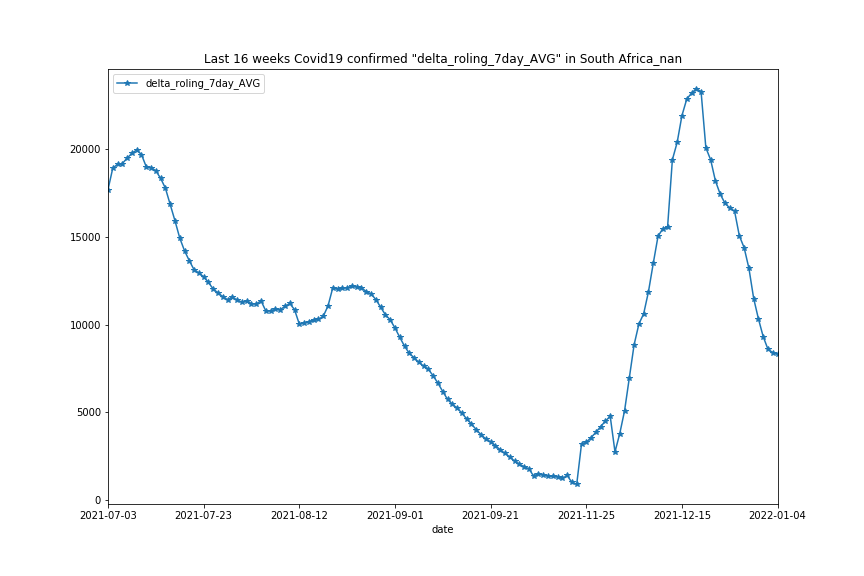 Last 16 weeks Covid19 confirmed "delta_roling_7day_AVG" in South Africa_nan
delta_roling_7day_AVG
20000
15000
10000
5000
0
2021-07-03 2021-07-23 2021-08-12 2021-09-01 2021-09-21 2021-11-25 2021-12-15 2022-01-04
date